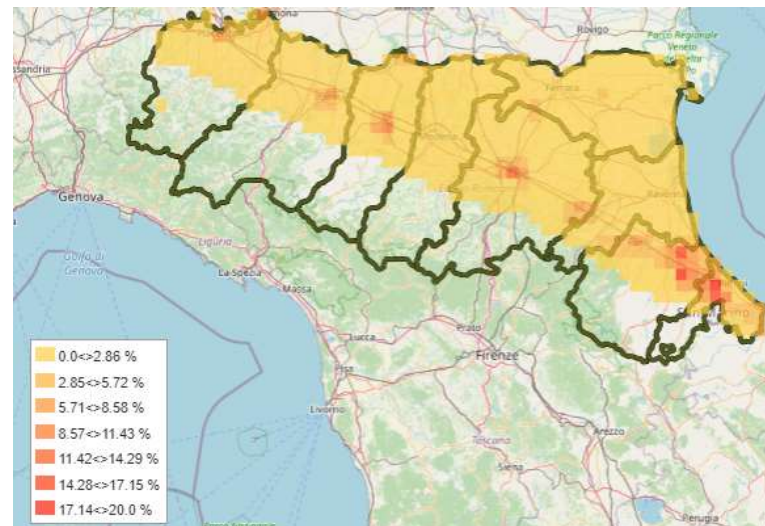 Rovigo
Parco Regionale
Veneto
Ferrara
Genova
Golfo di
Genova
Liguria
La Spezia
Massa
Lucca
Prato
Firenze
Pisa
Livorno
Toscana
Arezzo
Siena
Perugia
0.0<>2.86 %
2.85<>5.72 %
5.71<>8.58 %
8.57<>11.43 %
11.42<>14.29 %
14.28<>17.15 %
17.14<>20.0 %